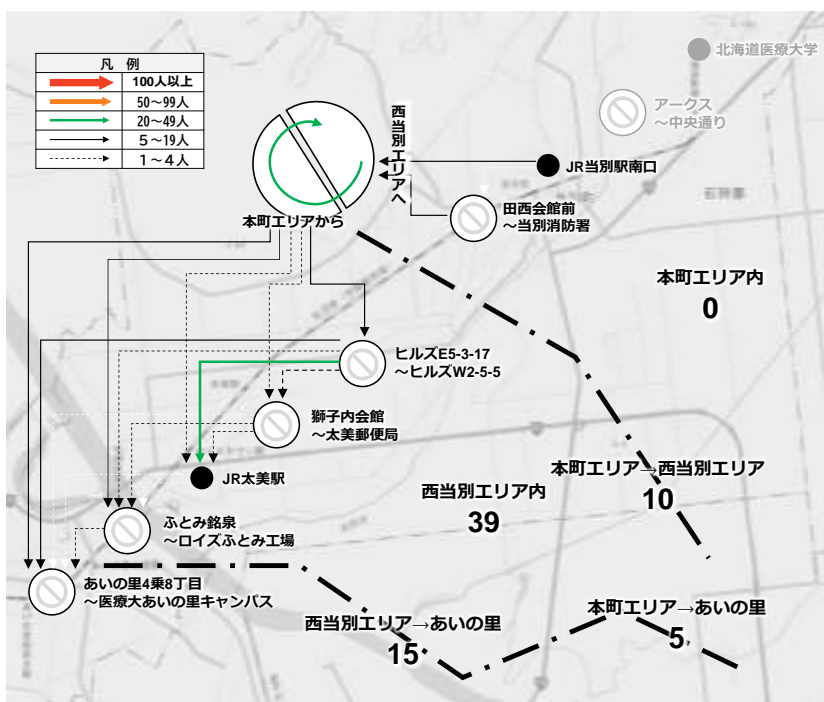 凡 例
100人以上
50～99人
20～49人
5～19人
1～4人
北海道医療大学
アークス
～中央通り
西当別エリアへ
JR当別駅南口
田西会館前
～当別消防署
本町エリアから
本町エリア内
0
ヒルズE5-3-17
～ヒルズW2-5-5
獅子内会館
～太美郵便局
JR太美駅
西当別エリア内
39
本町エリア→西当別エリア
10
ふとみ銘泉
～ロイズふとみ工場
あいの里4乗8丁目
～医療大あいの里キャンパス
西当別エリア→あいの里
15
本町エリア→あいの里
5